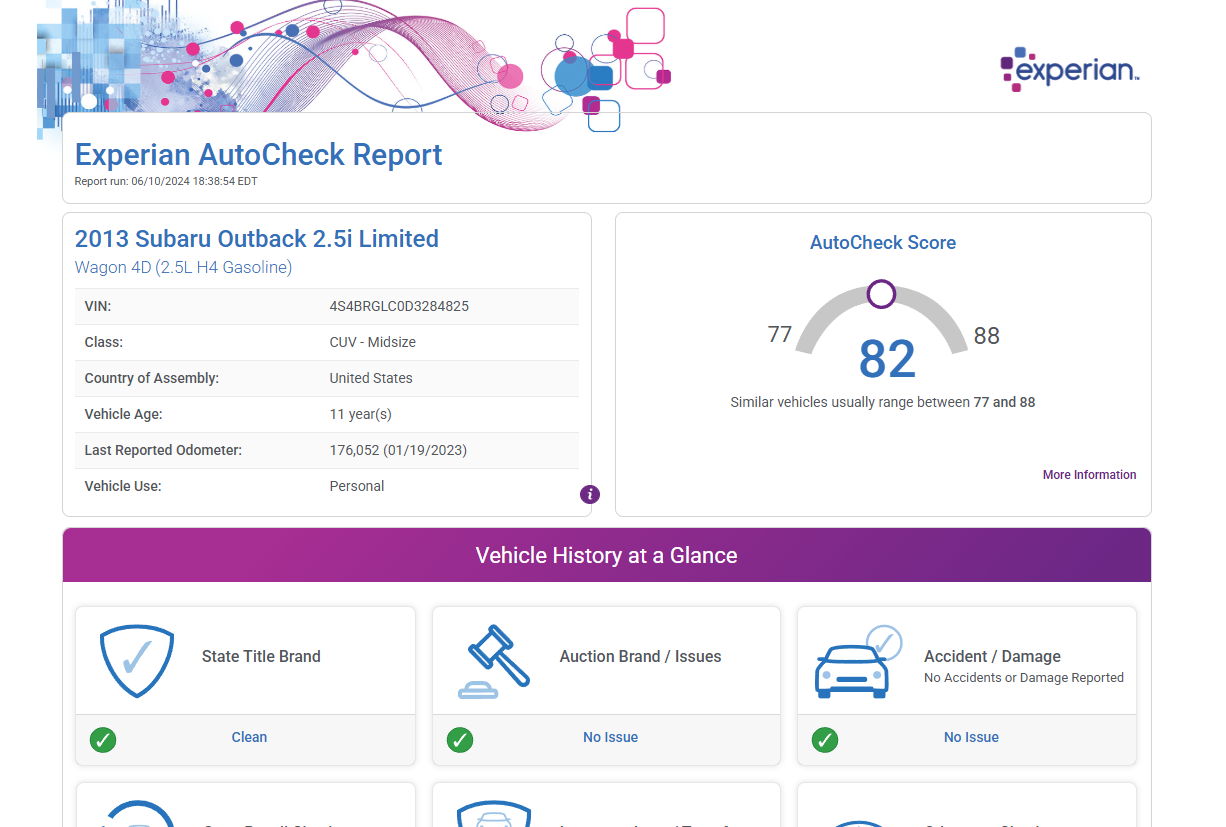 experian™
Experian AutoCheck Report
Report run: 06/10/2024 18:38:54 EDT
2013 Subaru Outback 2.5i Limited
Wagon 4D (2.5L H4 Gasoline)
VIN: 4S4BRGLC0D3284825
Class: CUV - Midsize
Country of Assembly: United States
Vehicle Age: 11 year(s)
Last Reported Odometer: 176,052 (01/19/2023)
Vehicle Use: Personal
i
AutoCheck Score
77 88
82
Similar vehicles usually range between 77 and 88
More Information
Vehicle History at a Glance
State Title Brand
Clean
Auction Brand / Issues
No Issue
Accident / Damage
No Accidents or Damage Reported
No Issue